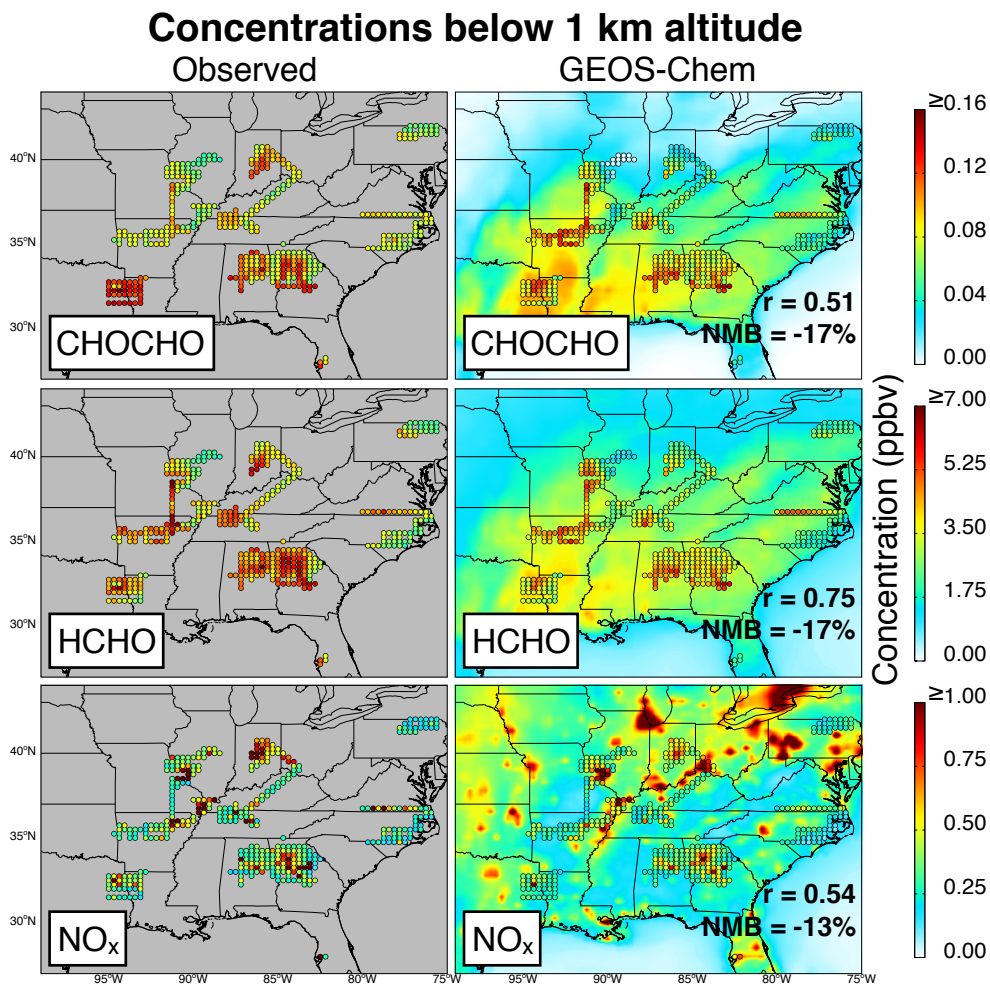 Concentrations below 1 km altitude
Observed
GEOS-Chem
40°N
35°N
30°N
CHOCHO
CHOCHO
r = 0.51
NMB = -17%
≥0.16
0.12
0.08
0.04
0.00
40°N
35°N
30°N
HCHO
HCHO
r = 0.75
NMB = -17%
Concentration (ppbv)
≥7.00
5.25
3.50
1.75
0.00
40°N
35°N
30°N
NOx
NOx
r = 0.54
NMB = -13%
≥1.00
0.75
0.50
0.25
0.00
95°W 90°W 85°W 80°W 75°W 95°W 90°W 85°W 80°W 75°W